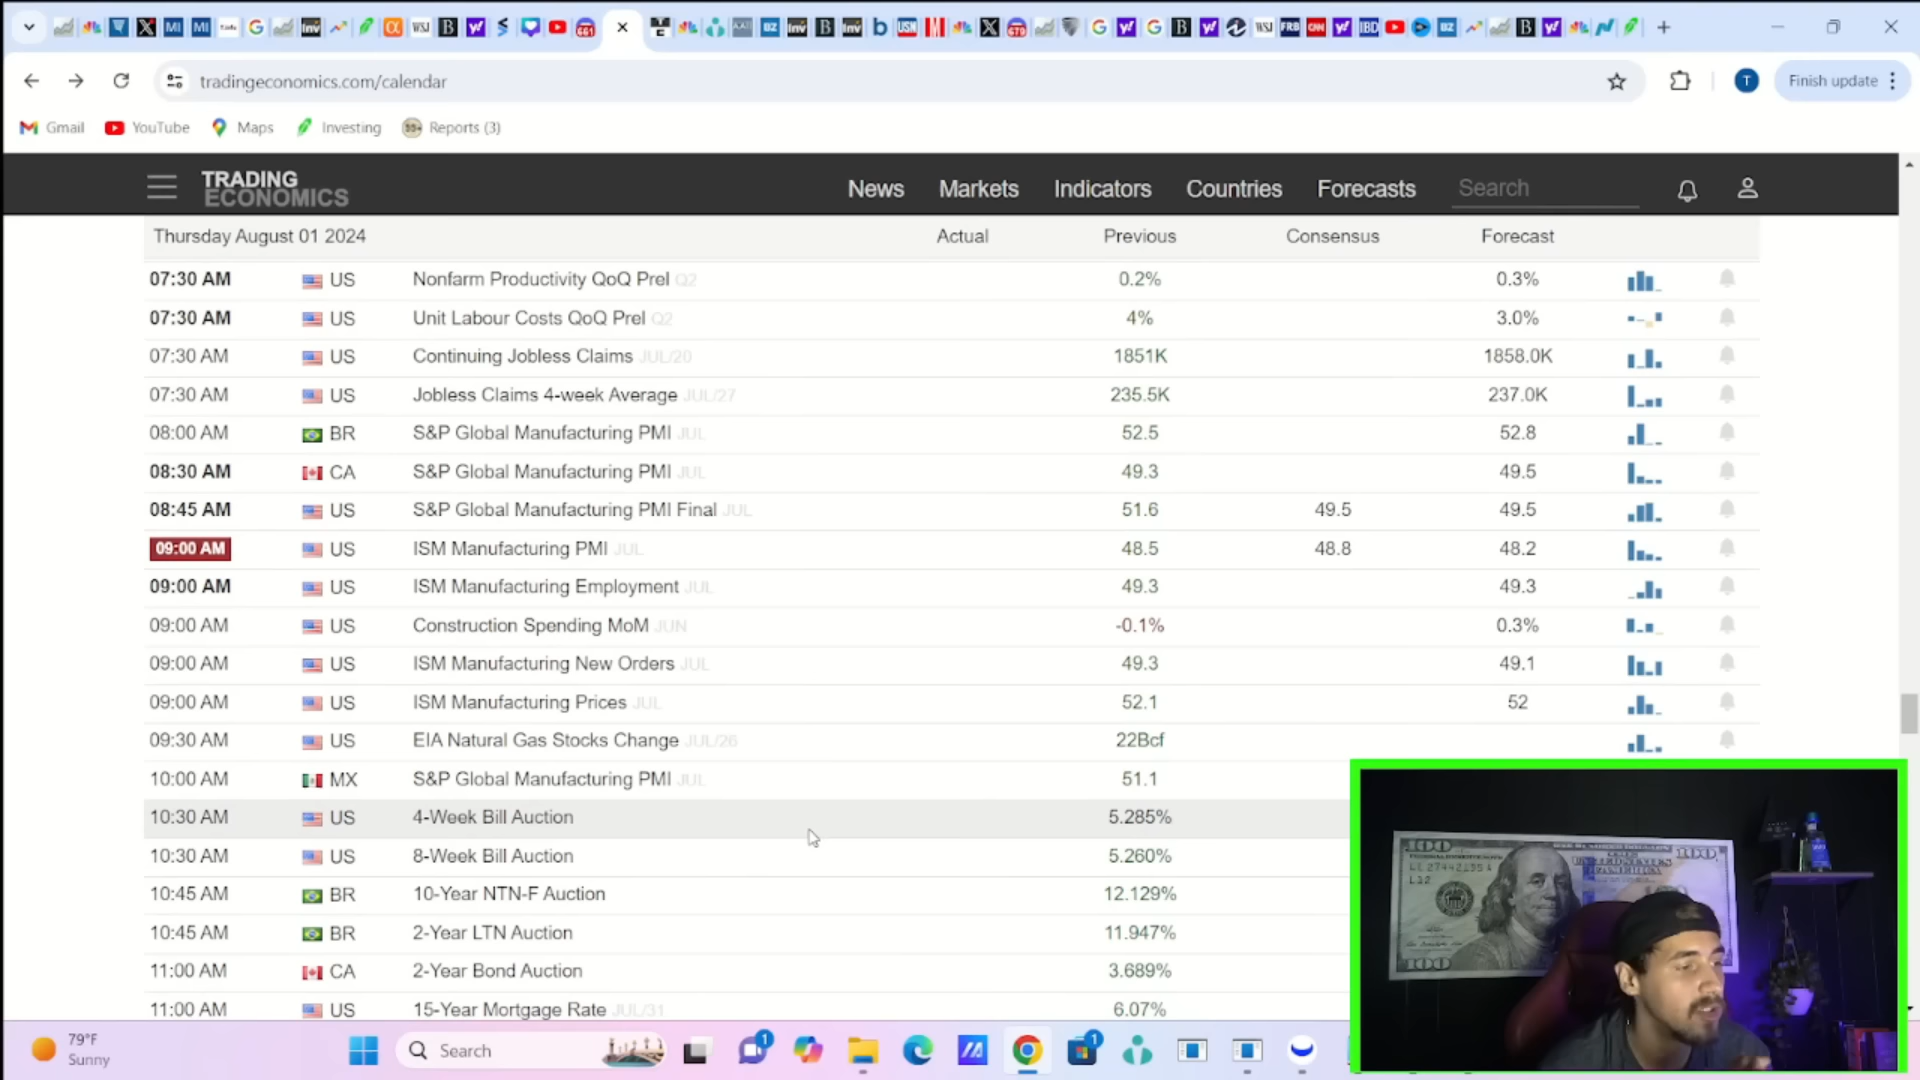 tradingeconomics.com/calendar
Finish update
Gmail YouTube Maps Investing Reports (3)
TRADING
ECONOMICS
News Markets Indicators Countries Forecasts Search
Thursday August 01 2024 Actual Previous Consensus Forecast
07:30 AM US Nonfarm Productivity QoQ Prel Q2 0.2% 0.3%
07:30 AM US Unit Labour Costs QoQ Prel Q2 4% 3.0%
07:30 AM US Continuing Jobless Claims JUL/20 1851K 1858.0K
07:30 AM US Jobless Claims 4-week Average JUL/27 235.5K 237.0K
08:00 AM BR S&P Global Manufacturing PMI JUL 52.5 52.8
08:30 AM CA S&P Global Manufacturing PMI JUL 49.3 49.5
08:45 AM US S&P Global Manufacturing PMI Final JUL 51.6 49.5 49.5
09:00 AM US ISM Manufacturing PMI JUL 48.5 48.8 48.2
09:00 AM US ISM Manufacturing Employment JUL 49.3 49.3
09:00 AM US Construction Spending MoM JUN -0.1% 0.3%
09:00 AM US ISM Manufacturing New Orders JUL 49.3 49.1
09:00 AM US ISM Manufacturing Prices JUL 52.1 52
09:30 AM US EIA Natural Gas Stocks Change JUL/26 22Bcf
10:00 AM MX S&P Global Manufacturing PMI JUL 51.1
10:30 AM US 4-Week Bill Auction 5.285%
10:30 AM US 8-Week Bill Auction 5.260%
10:45 AM BR 10-Year NTN-F Auction 12.129%
10:45 AM BR 2-Year LTN Auction 11.947%
11:00 AM CA 2-Year Bond Auction 3.689%
11:00 AM US 15-Year Mortgage Rate JUL/31 6.07%
79°F
Sunny
Search